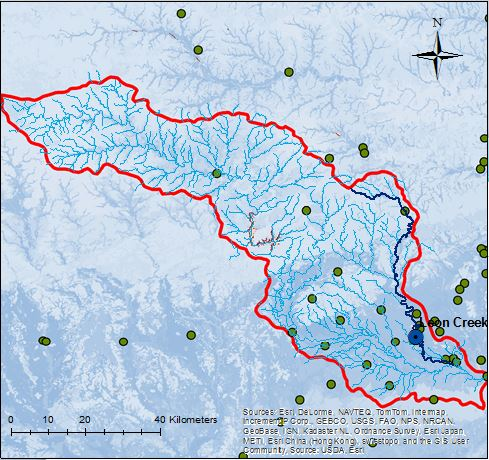 N
Leon Creek
0 10 20 40 Kilometers
Sources: Esri, DeLorme, NAVTEQ, TomTom, Intermap,
increment P Corp., GEBCO, USGS, FAO, NPS, NRCAN,
GeoBase, IGN, Kadaster NL, Ordnance Survey, Esri Japan,
METI, Esri China (Hong Kong), swisstopo, and the GIS User
Community, Source: USDA, Esri